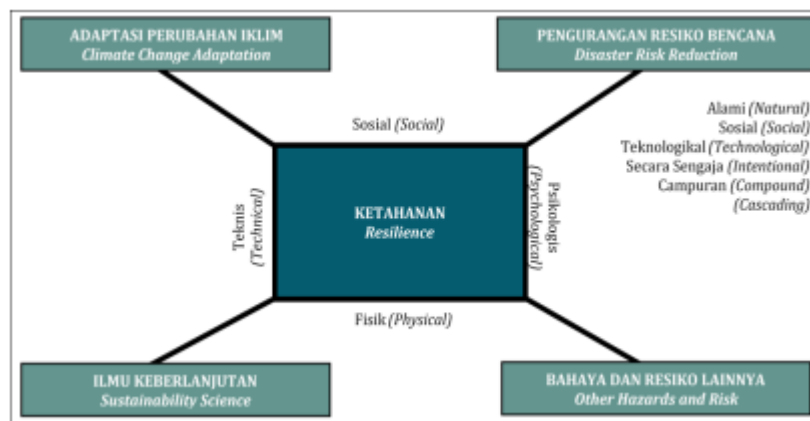 ADAPTASI PERUBAHAN IKLIM
Climate Change Adaptation
PENGURANGAN RESIKO BENCANA
Disaster Risk Reduction
Alami (Natural)
Sosial (Social)
Teknologikal (Technological)
Secara Sengaja (Intentional)
Campuran (Compound)
(Cascading)
Sosial (Social)
Teknis
(Technical)
KETAHANAN
Resilience
Psikologis
(Psychological)
Fisik (Physical)
ILMU KEBERLANJUTAN
Sustainability Science
BAHAYA DAN RESIKO LAINNYA
Other Hazards and Risk